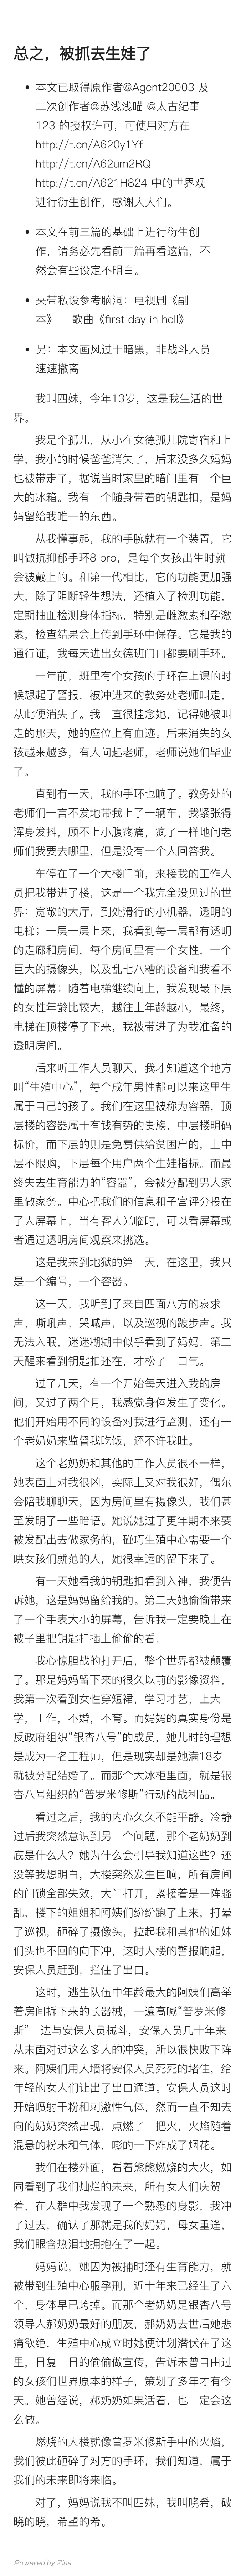 总之，被抓去生娃了
• 本文已取得原作者@Agent20003 及
二次创作者@苏浅浅喵 @太古纪事
123 的授权许可，可使用对方在
http://t.cn/A620y1Yf
http://t.cn/A62um2RQ
http://t.cn/A621H824 中的世界观
进行衍生创作，感谢大大们。
• 本文在前三篇的基础上进行衍生创
作，请务必先看前三篇再看这篇，不
然会有些设定不明白。
• 夹带私设参考脑洞：电视剧《副
本》 歌曲《first day in hell》
• 另：本文画风过于暗黑，非战斗人员
速速撤离
我叫四妹，今年13岁，这是我生活的世
界。
我是个孤儿，从小在女德孤儿院寄宿和上
学，我小的时候爸爸消失了，后来没多久妈妈
也被带走了，据说当时家里的暗门里有一个巨
大的冰箱。我有一个随身带着的钥匙扣，是妈
妈留给我唯一的东西。
从我懂事起，我的手腕就有一个装置，它
叫做抗抑郁手环8 pro，是每个女孩出生时就
会被戴上的。和第一代相比，它的功能更加强
大，除了阻断轻生想法，还植入了检测功能，
定期抽血检测身体指标，特别是雌激素和孕激
素，检查结果会上传到手环中保存。它是我的
通行证，我每天进出女德班门口都要刷手环。
一年前，班里有个女孩的手环在上课的时
候想起了警报，被冲进来的教务处老师叫走，
从此便消失了。我一直很挂念她，记得她被叫
走的那天，她的座位上有血迹。后来消失的女
孩越来越多，有人问起老师，老师说她们毕业
了。
直到有一天，我的手环也响了。教务处的
老师们一言不发地带我上了一辆车，我紧张得
浑身发抖，顾不上小腹疼痛，疯了一样地问老
师们我要去哪里，但是没有一个人回答我。
车停在了一个大楼门前，来接我的工作人
员把我带进了楼，这是一个我完全没见过的世
界：宽敞的大厅，到处滑行的小机器，透明的
电梯；一层一层上来，我看到每一层都有透明
的走廊和房间，每个房间里有一个女性，一个
巨大的摄像头，以及乱七八糟的设备和我看不
懂的屏幕；随着电梯继续向上，我发现最下层
的女性年龄比较大，越往上年龄越小，最终，
电梯在顶楼停了下来，我被带进了为我准备的
透明房间。
后来听工作人员聊天，我才知道这个地方
叫“生殖中心”，每个成年男性都可以来这里生
属于自己的孩子。我们在这里被称为容器，顶
层楼的容器属于有钱有势的贵族，中层楼明码
标价，而下层的则是免费供给贫困户的，上中
层不限购，下层每个用户两个生娃指标。而最
终失去生育能力的“容器”，会被分配到男人家
里做家务。中心把我们的信息和子宫评分投在
了大屏幕上，当有客人光临时，可以看屏幕或
者通过透明房间观察来挑选。
这是我来到地狱的第一天，在这里，我只
是一个编号，一个容器。
这一天，我听到了来自四面八方的哀求
声，嘶吼声，哭喊声，以及巡视的踱步声。我
无法入眠，迷迷糊糊中似乎看到了妈妈，第二
天醒来看到钥匙扣还在，才松了一口气。
过了几天，有一个开始每天进入我的房
间，又过了两个月，我感觉身体发生了变化。
他们开始用不同的设备对我进行监测，还有一
个老奶奶来监督我吃饭，还不许我吐。
这个老奶奶和其他的工作人员很不一样，
她表面上对我很凶，实际上又对我很好，偶尔
会陪我聊聊天，因为房间里有摄像头，我们甚
至发明了一些暗语。她说她过了更年期本来要
被发配出去做家务的，碰巧生殖中心需要一个
哄女孩们就范的人，她很幸运的留下来了。
有一天她看我的钥匙扣看到入神，我便告
诉她，这是妈妈留给我的。第二天她偷偷带来
了一个手表大小的屏幕，告诉我一定要晚上在
被子里把钥匙扣插上偷偷的看。
我心惊胆战的打开后，整个世界都被颠覆
了。那是妈妈留下来的很久以前的影像资料，
我第一次看到女性穿短裙，学习才艺，上大
学，工作，不婚，不育。而妈妈的真实身份是
反政府组织“银杏八号”的成员，她儿时的理想
是成为一名工程师，但是现实却是她满18岁
就被分配结婚了。而那个大冰柜里面，就是银
杏八号组织的“普罗米修斯”行动的战利品。
看过之后，我的内心久久不能平静。冷静
过后我突然意识到另一个问题，那个老奶奶到
底是什么人？她为什么会引导我知道这些？还
没等我想明白，大楼突然发生巨响，所有房间
的门锁全部失效，大门打开，紧接着是一阵骚
乱，楼下的姐姐和阿姨们纷纷跑了上来，打晕
了巡视，砸碎了摄像头，拉起我和其他的姐妹
们头也不回的向下冲，这时大楼的警报响起，
安保人员赶到，拦住了出口。
这时，逃生队伍中年龄最大的阿姨们高举
着房间拆下来的长器械，一遍高喊“普罗米修
斯”一边与安保人员械斗，安保人员几十年来
从未面对过这么多人的冲突，所以很快败下阵
来。阿姨们用人墙将安保人员死死的堵住，给
年轻的女人们让出了出口通道。安保人员这时
开始喷射干粉和刺激性气体，然而一直不知去
向的奶奶突然出现，点燃了一把火，火焰随着
混悬的粉末和气体，嘭的一下炸成了烟花。
我们在楼外面，看着熊熊燃烧的大火，如
同看到了我们灿烂的未来，所有女人们庆贺
着，在人群中我发现了一个熟悉的身影，我冲
了过去，确认了那就是我的妈妈，母女重逢，
我们眼含热泪地拥抱在了一起。
妈妈说，她因为被捕时还有生育能力，就
被带到生殖中心服孕刑，近十年来已经生了六
个，身体早已垮掉。而那个老奶奶是银杏八号
领导人郝奶奶最好的朋友，郝奶奶去世后她悲
痛欲绝，生殖中心成立时她便计划潜伏在了这
里，日复一日的偷偷做宣传，告诉未曾自由过
的女孩们世界原本的样子，策划了多年才有今
天。她曾经说，郝奶奶如果活着，也一定会这
么做。
燃烧的大楼就像普罗米修斯手中的火焰，
我们彼此砸碎了对方的手环，我们知道，属于
我们的未来即将来临。
对了，妈妈说我不叫四妹，我叫晓希，破
晓的晓，希望的希。
Powered by Zine